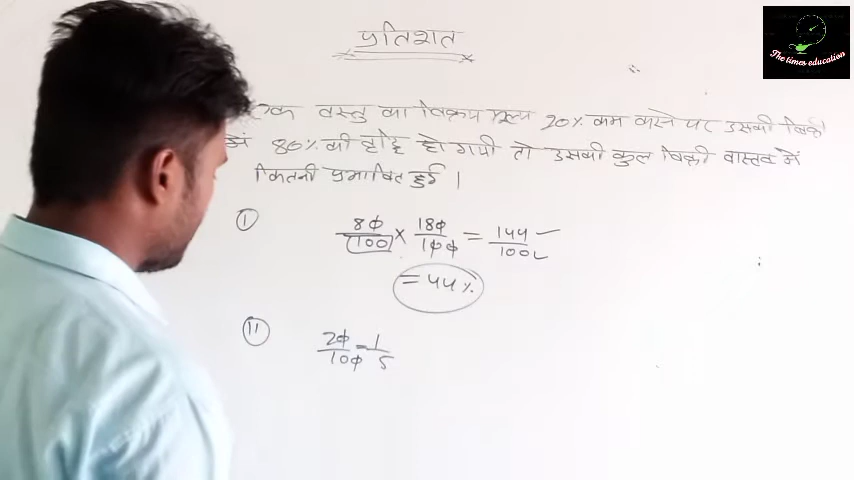 The times education
प्रतिशत
एक वस्तु का विक्रय मूल्य 20% कम करने पर उसकी बिक्री
में 80% की हो गयी तो उसकी कुल बिक्री वास्तव में
कितनी प्रभावित हुई ।
I 80/100 × 180/100 = 144/100
= 44%
II 20/100 = 1/5